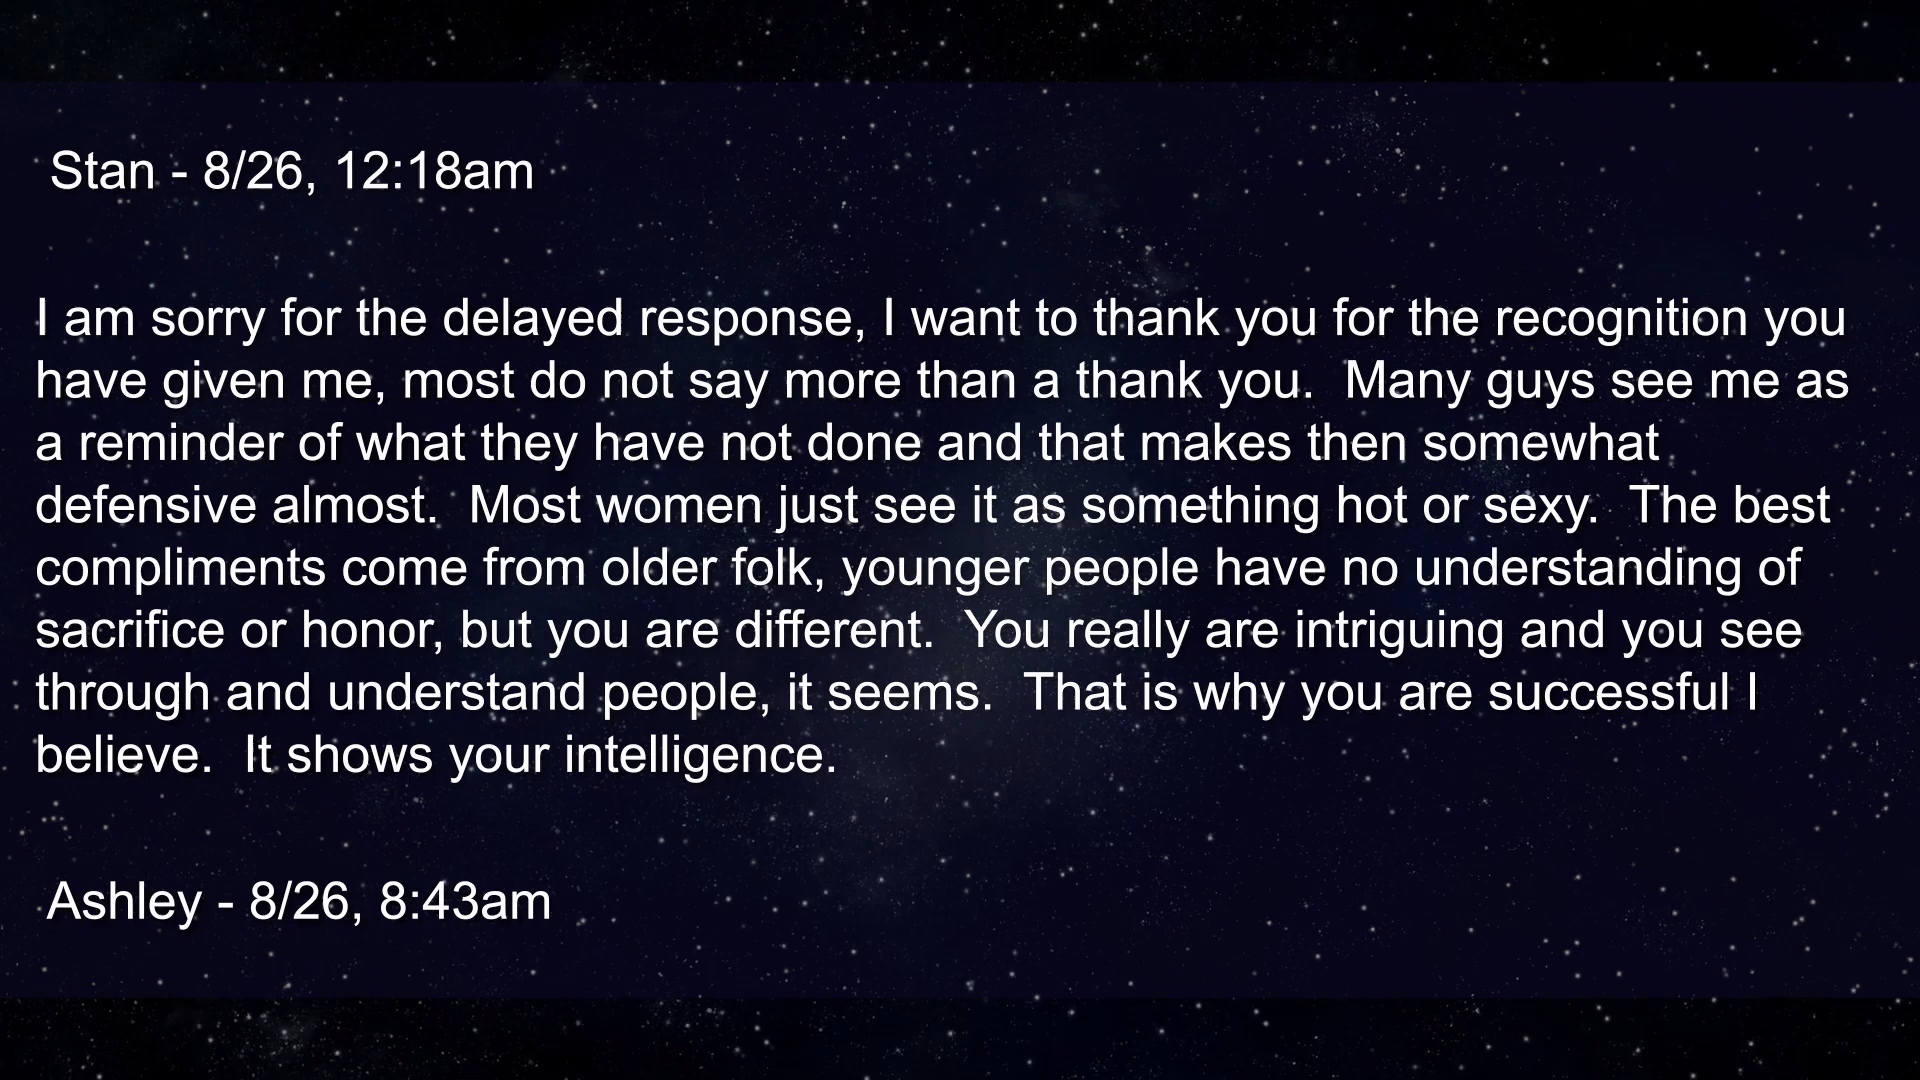 Stan - 8/26, 12:18am
I am sorry for the delayed response, I want to thank you for the recognition you
have given me, most do not say more than a thank you.  Many guys see me as
a reminder of what they have not done and that makes then somewhat
defensive almost.  Most women just see it as something hot or sexy.  The best
compliments come from older folk, younger people have no understanding of
sacrifice or honor, but you are different.  You really are intriguing and you see
through and understand people, it seems.  That is why you are successful I
believe.  It shows your intelligence.
Ashley - 8/26, 8:43am